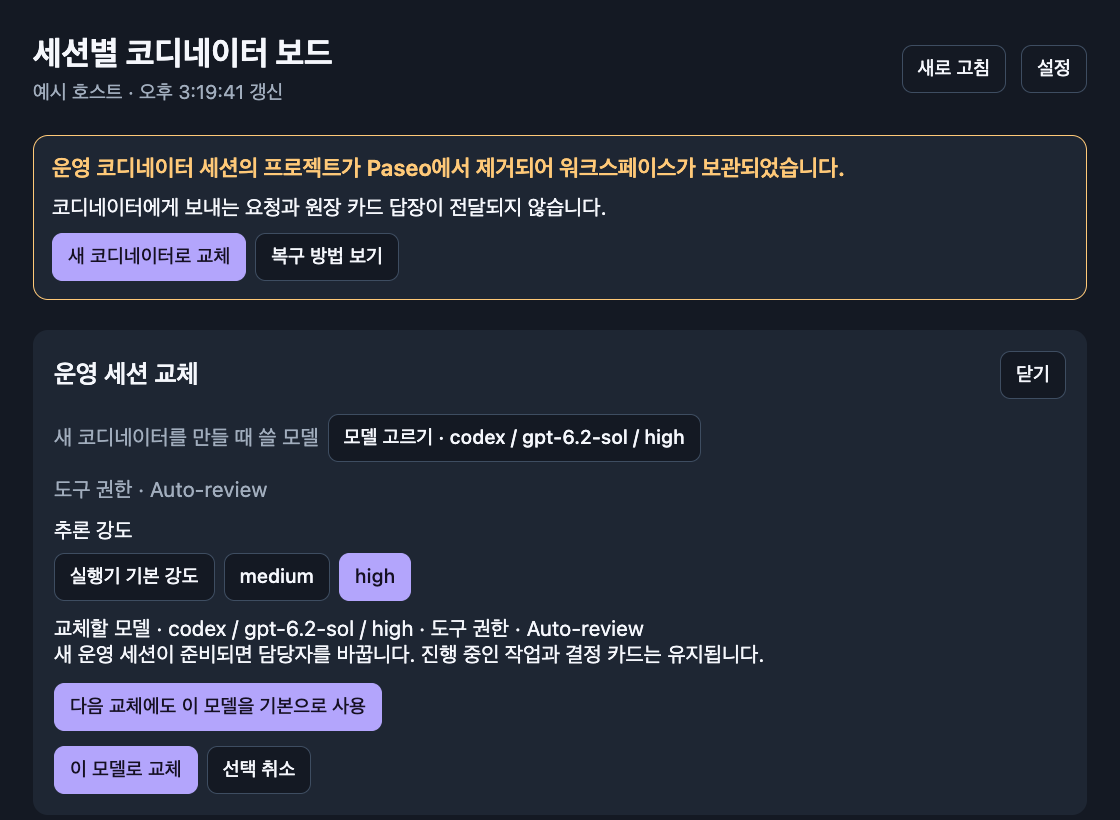 세션별 코디네이터 보드
예시 호스트 · 오후 3:19:41 갱신
새로 고침
설정
운영 코디네이터 세션의 프로젝트가 Paseo에서 제거되어 워크스페이스가 보관되었습니다.
코디네이터에게 보내는 요청과 원장 카드 답장이 전달되지 않습니다.
새 코디네이터로 교체
복구 방법 보기
운영 세션 교체
닫기
새 코디네이터를 만들 때 쓸 모델
모델 고르기 · codex / gpt-6.2-sol / high
도구 권한 · Auto-review
추론 강도
실행기 기본 강도
medium
high
교체할 모델 · codex / gpt-6.2-sol / high · 도구 권한 · Auto-review
새 운영 세션이 준비되면 담당자를 바꿉니다. 진행 중인 작업과 결정 카드는 유지됩니다.
다음 교체에도 이 모델을 기본으로 사용
이 모델로 교체
선택 취소